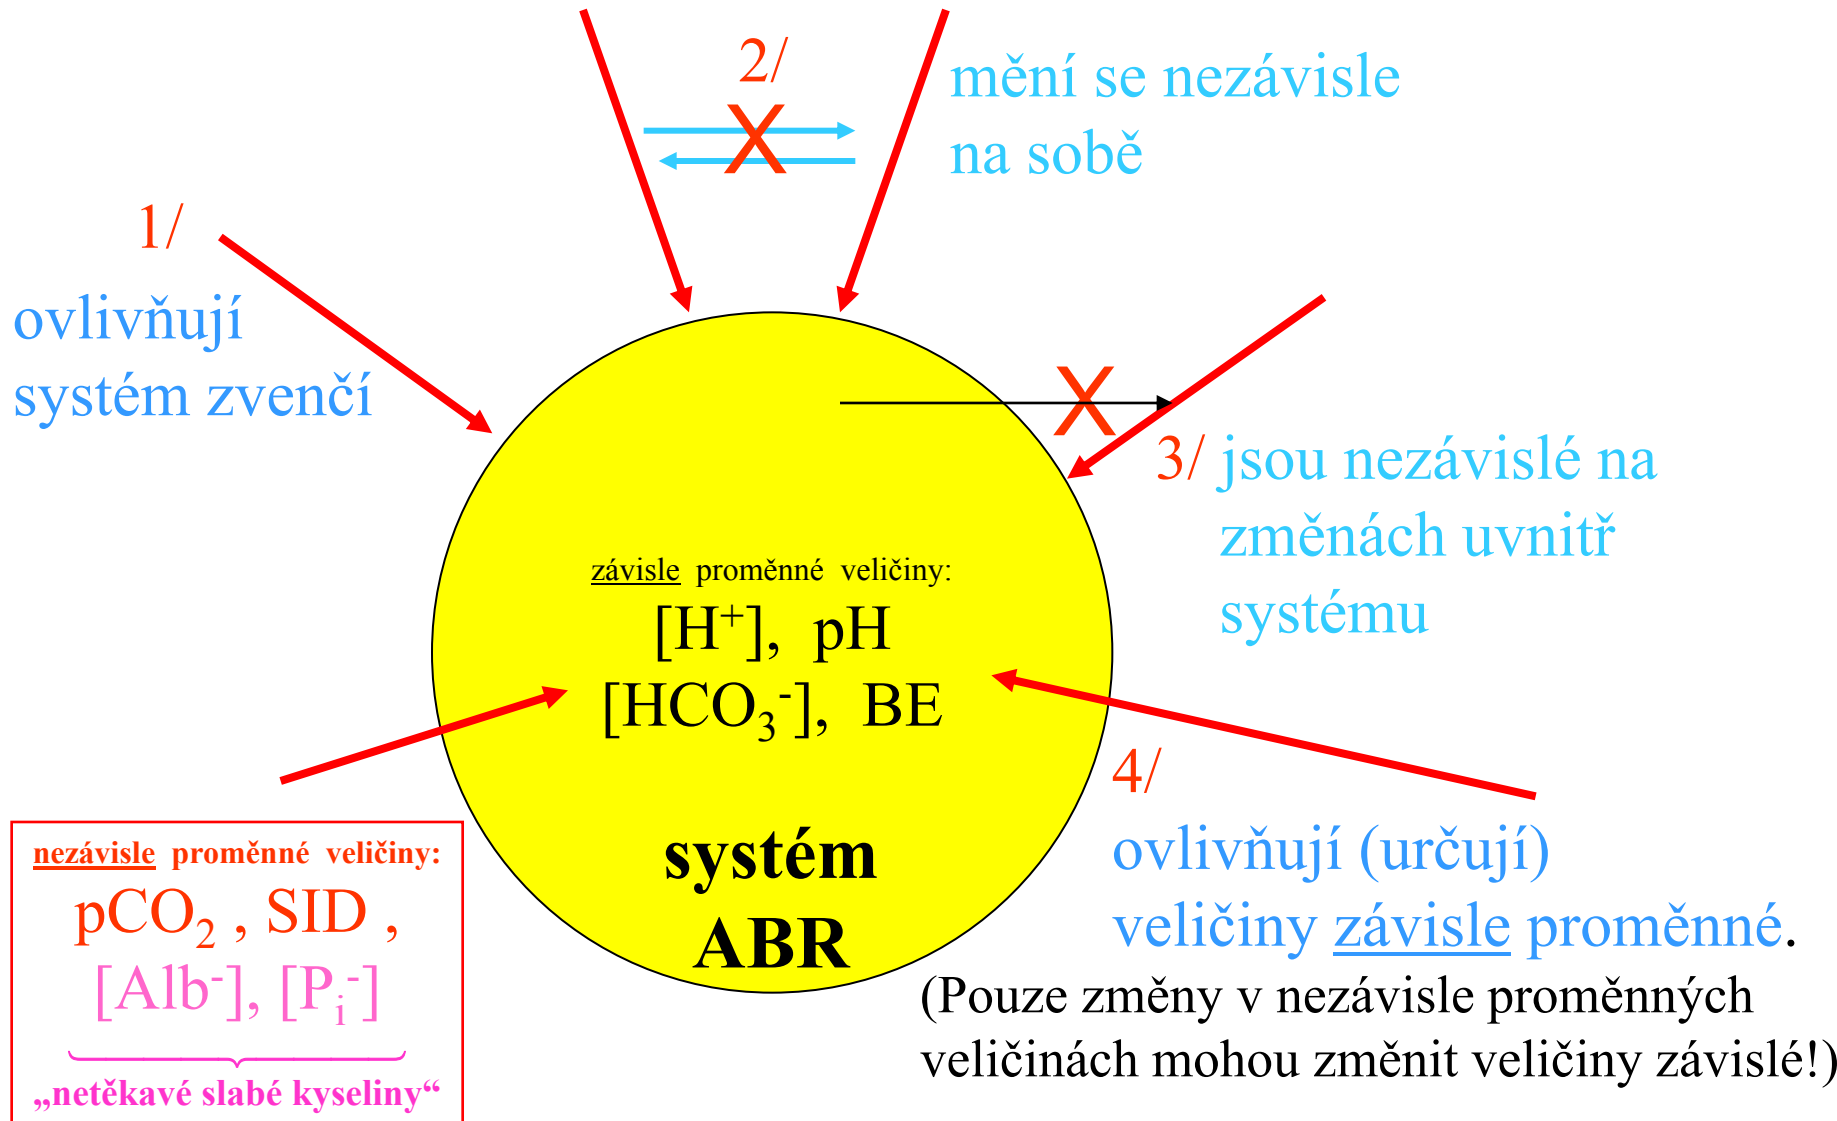 2/
X
mění se nezávisle
na sobě
1/
ovlivňují
systém zvenčí
X
3/ jsou nezávislé na
změnách uvnitř
systému
závisle proměnné veličiny:
[H⁺], pH
[HCO₃⁻], BE
systém
ABR
nezávisle proměnné veličiny:
pCO₂ , SID ,
[Alb⁻], [Pᵢ⁻]
„netěkavé slabé kyseliny“
4/
ovlivňují (určují)
veličiny závisle proměnné.
(Pouze změny v nezávisle proměnných
veličinách mohou změnit veličiny závislé!)